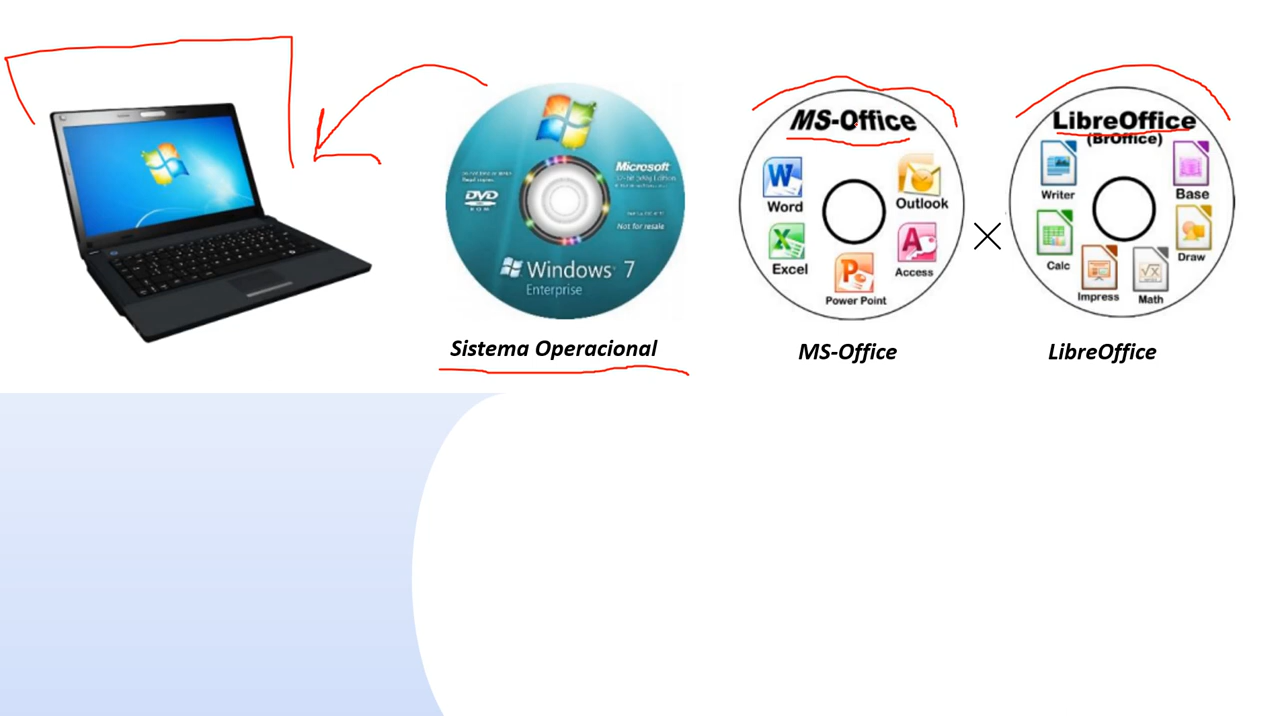 Microsoft
DVD
ROM
Not for resale
Windows 7
Enterprise
Sistema Operacional
MS-Office
Word
Outlook
Excel
Access
Power Point
MS-Office
LibreOffice
(BrOffice)
Writer
Base
Calc
Draw
Impress
Math
√x
LibreOffice